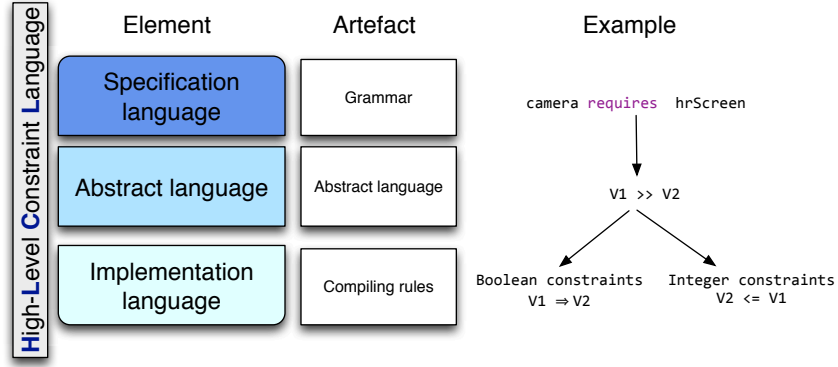 High-Level Constraint Language
Element
Artefact
Example
Specification
language
Grammar
camera requires hrScreen
Abstract language
Abstract language
V1 >> V2
Implementation
language
Compiling rules
Boolean constraints
V1 ⇒ V2
Integer constraints
V2 <= V1